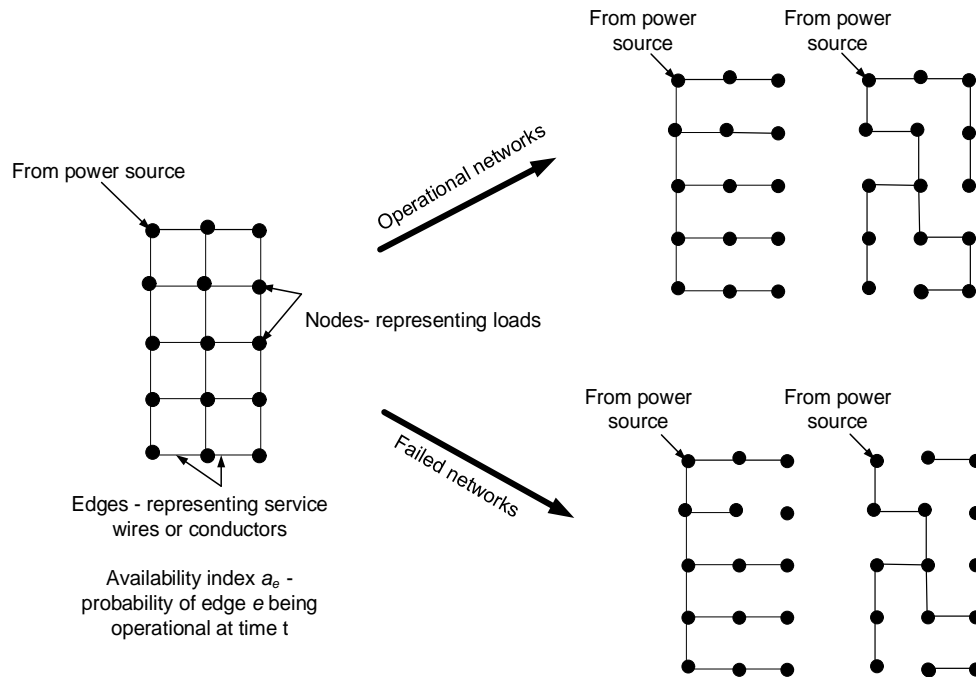 From power
source
From power
source
Operational networks
From power source
Nodes- representing loads
From power
source
From power
source
Failed networks
Edges - representing service
wires or conductors
Availability index aₑ -
probability of edge e being
operational at time t